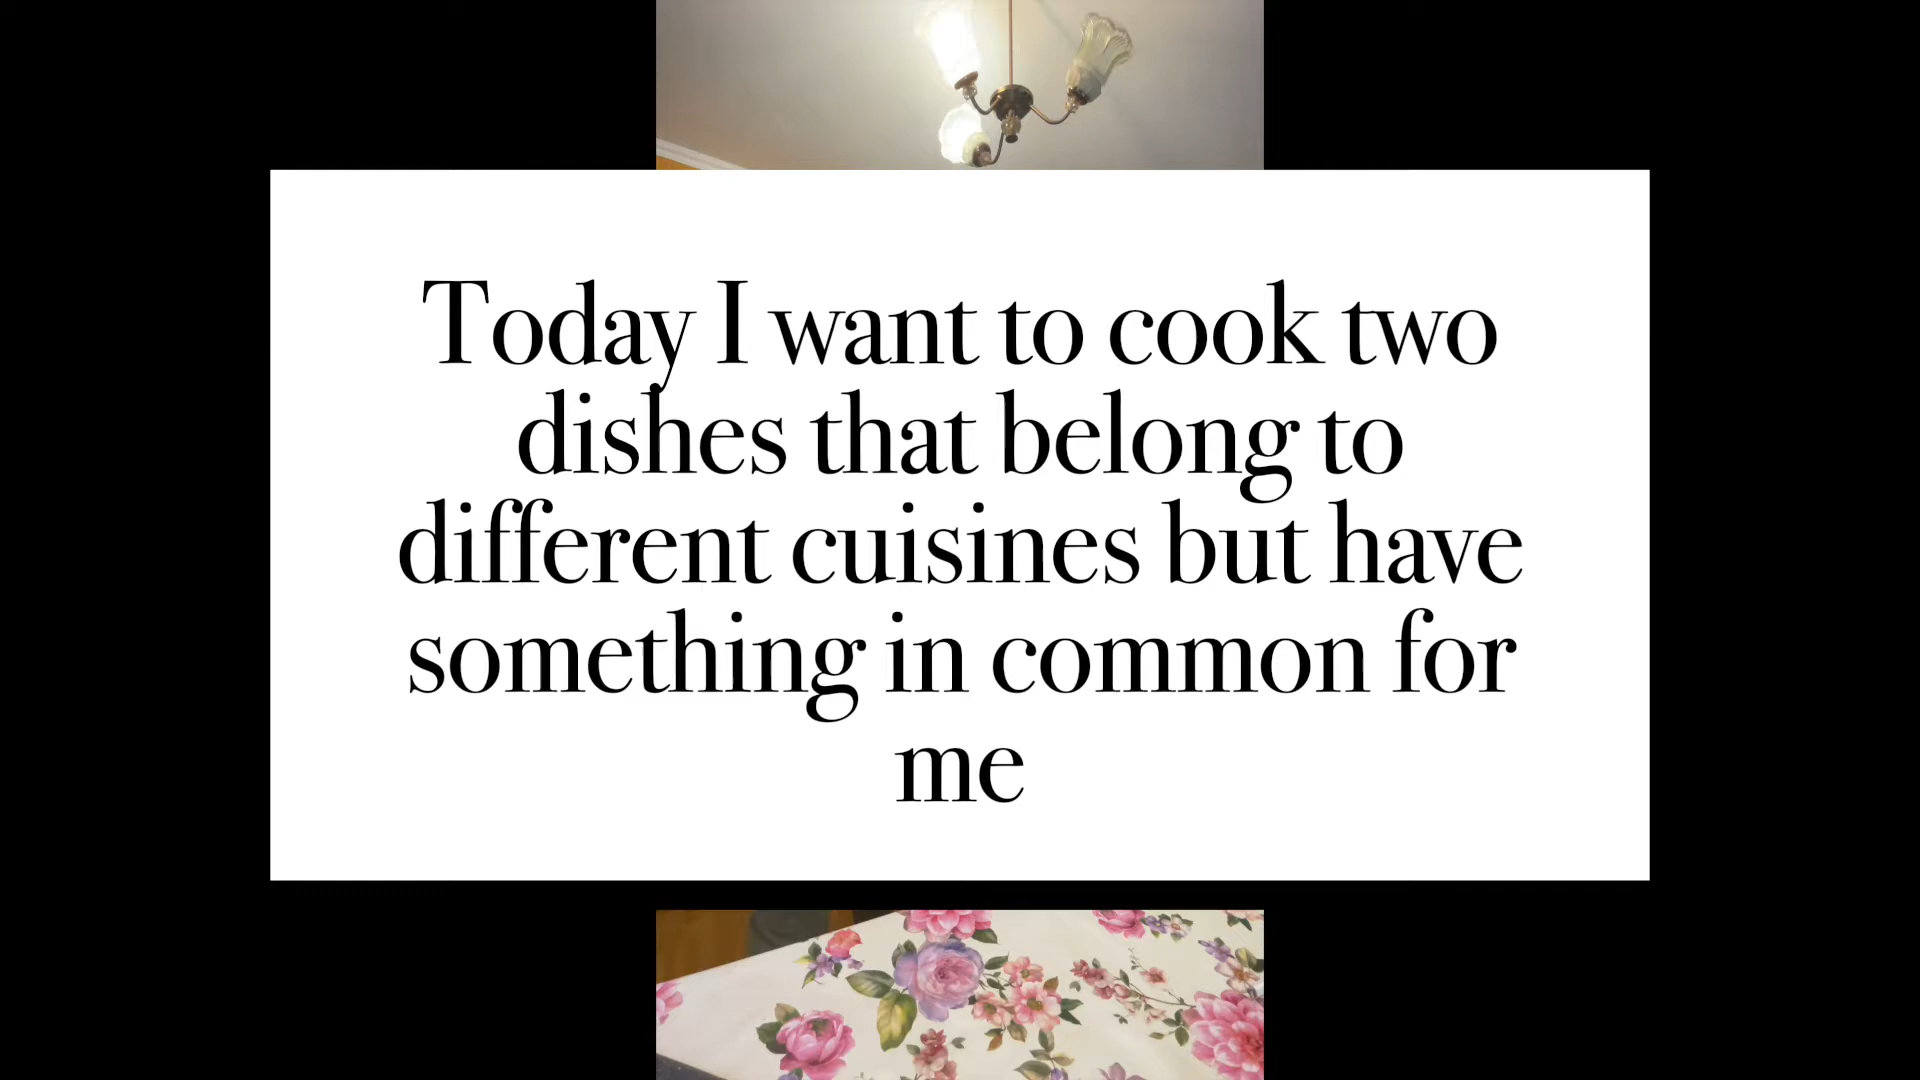 Today I want to cook two
dishes that belong to
different cuisines but have
something in common for
me